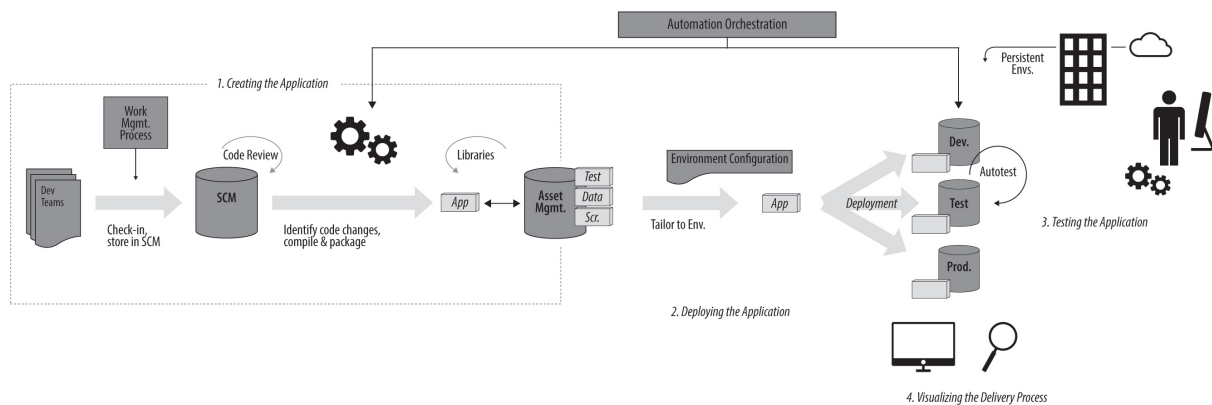 Automation Orchestration
Persistent
Envs.
1. Creating the Application
Work
Mgmt.
Process
Code Review
Libraries
Environment Configuration
Dev
Teams
SCM
App
Asset
Mgmt.
Test
Data
Scr.
App
Deployment
Dev.
Autotest
Test
Prod.
Check-in,
store in SCM
Identify code changes,
compile & package
Tailor to Env.
3. Testing the Application
2. Deploying the Application
4. Visualizing the Delivery Process